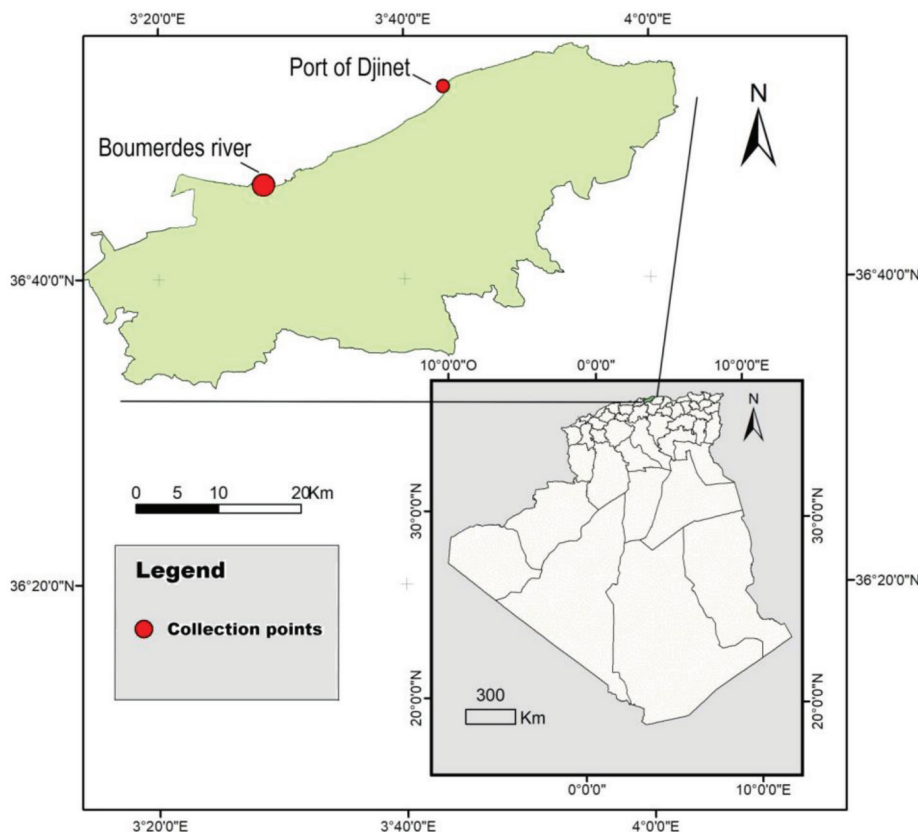 3°20'0"E 3°40'0"E 4°0'0"E
Port of Djinet
N
Boumerdes river
36°40'0"N 36°40'0"N
10°0'0"O 0°0'0"E 10°0'0"E
N
0 5 10 20Km
30°0'0"N 30°0'0"N
Legend
36°20'0"N 36°20'0"N
Collection points
300
Km
20°0'0"N 20°0'0"N
0°0'0"E 10°0'0"E
3°20'0"E 3°40'0"E 4°0'0"E